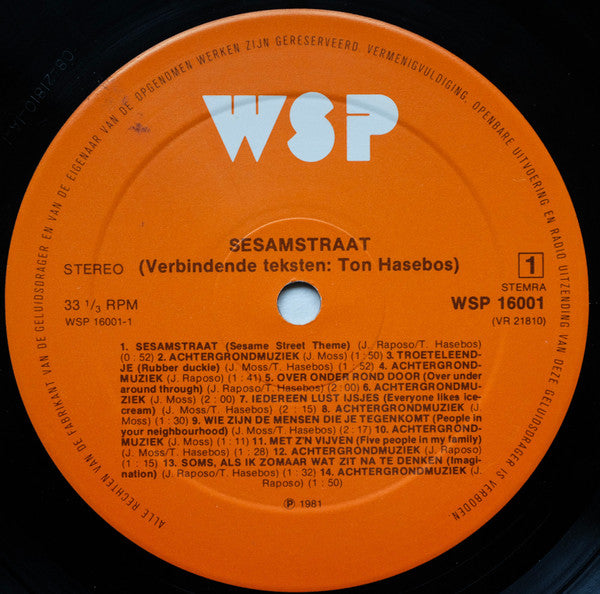 ALLE RECHTEN VAN DE FABRIKANT VAN DE GELUIDSDRAGER EN VAN DE EIGENAAR VAN DE OPGENOMEN WERKEN ZIJN GERESERVEERD. VERMENIGVULDIGING, OPENBARE UITVOERING EN RADIO UITZENDING VAN DEZE GELUIDSDRAGER IS VERBODEN
WSP
SESAMSTRAAT
(Verbindende teksten: Ton Hasebos)
STEREO
1
STEMRA
33 1/3 RPM
WSP 16001
WSP 16001-1
(VR 21810)
1. SESAMSTRAAT (Sesame Street Theme) (J. Raposo/T. Hasebos)
(0 : 52) 2. ACHTERGRONDMUZIEK (J. Moss) (1 : 50) 3. TROETELEEND-
JE (Rubber duckie) (J. Moss/T. Hasebos) (1 : 52) 4. ACHTERGROND-
MUZIEK (J. Raposo) (1 : 41) 5. OVER ONDER ROND DOOR (Over under
around through) (J. Raposo/T. Hasebos) (2 : 00) 6. ACHTERGRONDMU-
ZIEK (J. Moss) (2 : 00) 7. IEDEREEN LUST IJSJES (Everyone likes ice-
cream) (J. Moss/T. Hasebos) (2 : 15) 8. ACHTERGRONDMUZIEK (J.
Moss) (1 : 30) 9. WIE ZIJN DE MENSEN DIE JE TEGENKOMT (People in
your neighbourhood) (J. Moss/T. Hasebos) (2 : 10) 10. ACHTERGROND-
MUZIEK (J. Moss) (1 : 11) 11. MET Z'N VIJVEN (Five people in my family)
(J. Moss/T. Hasebos) (1 : 28) 12. ACHTERGRONDMUZIEK (J. Raposo)
(1 : 15) 13. SOMS, ALS IK ZOMAAR WAT ZIT NA TE DENKEN (Imagi-
nation) (J. Raposo/T. Hasebos) (1 : 32) 14. ACHTERGRONDMUZIEK (J.
Raposo) (1 : 50)
℗ 1981